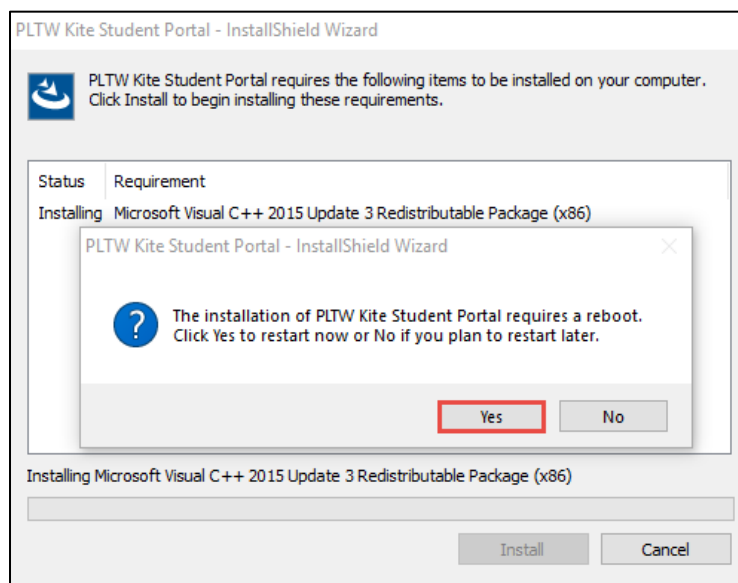 PLTW Kite Student Portal - InstallShield Wizard
PLTW Kite Student Portal requires the following items to be installed on your computer.
Click Install to begin installing these requirements.
Status Requirement
Installing Microsoft Visual C++ 2015 Update 3 Redistributable Package (x86)
PLTW Kite Student Portal - InstallShield Wizard
The installation of PLTW Kite Student Portal requires a reboot.
Click Yes to restart now or No if you plan to restart later.
Yes No
Installing Microsoft Visual C++ 2015 Update 3 Redistributable Package (x86)
Install Cancel